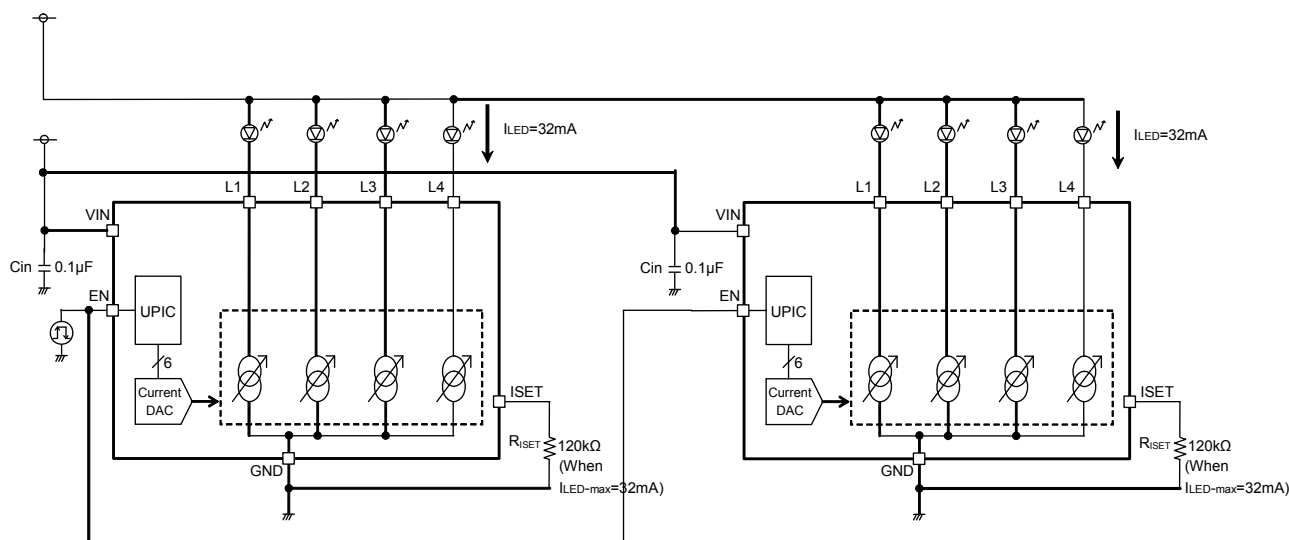 ILED=32mA
ILED=32mA
L1 L2 L3 L4
L1 L2 L3 L4
VIN
VIN
Cin 0.1µF
Cin 0.1µF
EN
EN
UPIC
UPIC
6
6
Current
DAC
ISET
Current
DAC
ISET
RISET 120kΩ
(When
ILED-max=32mA)
RISET 120kΩ
(When
ILED-max=32mA)
GND
GND